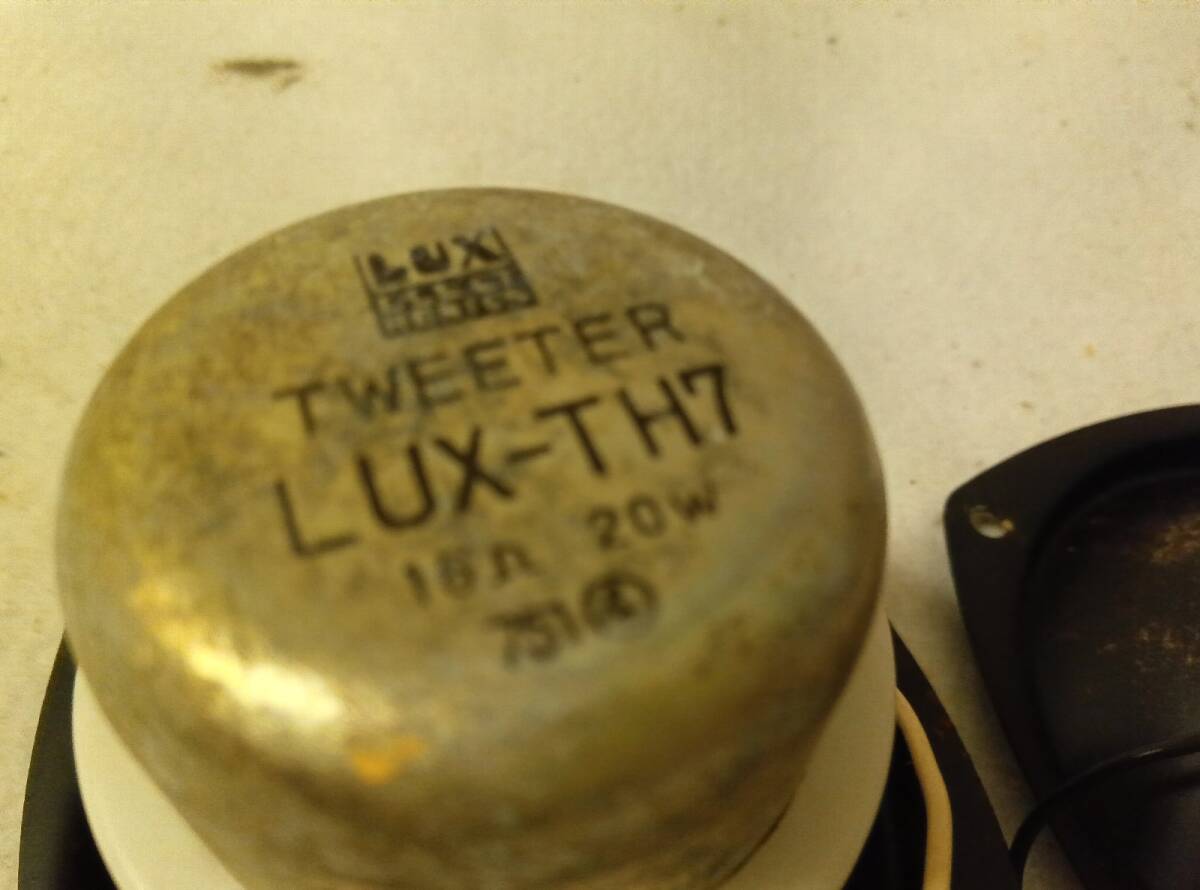 LUX
TWEETER
LUX-TH7
16Ω 20W